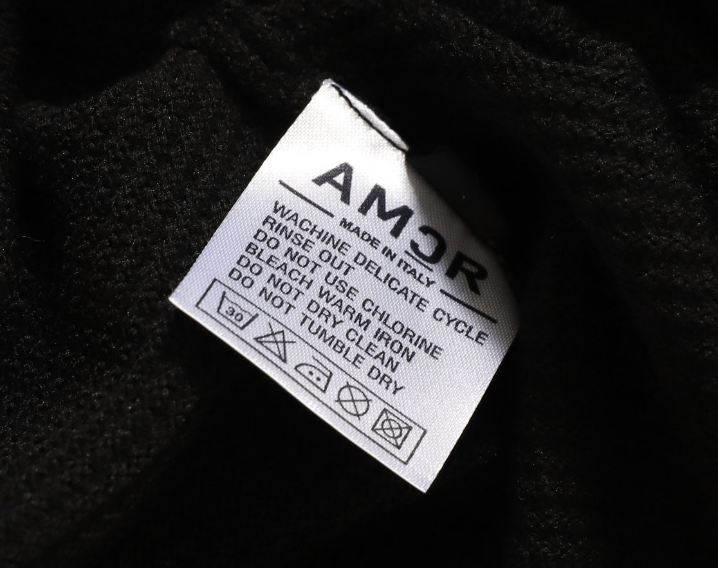 AMOR
MADE IN ITALY
WACHINE DELICATE CYCLE
RINSE OUT
DO NOT USE CHLORINE
BLEACH WARM IRON
DO NOT DRY CLEAN
DO NOT TUMBLE DRY
30